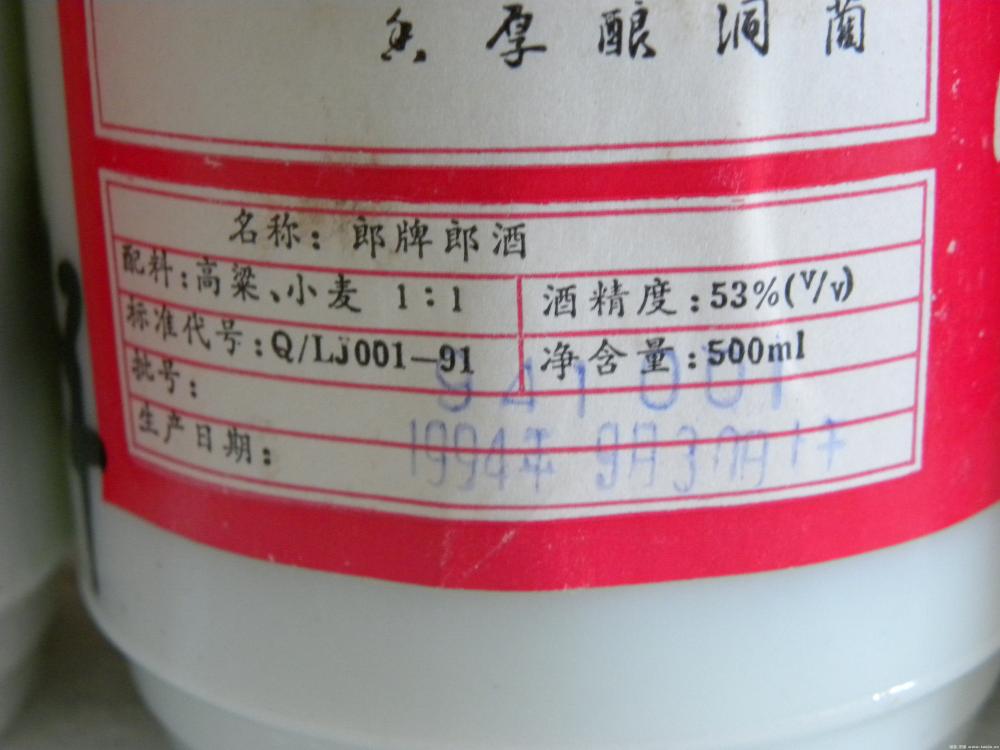 厚 酿 洞
名称：郎牌郎酒
配料：高粱、小麦 1：1 酒精度：53%(V/V)
标准代号：Q/LJ001—91 净含量：500ml
批号： 941001
生产日期： 1994年 9月30日